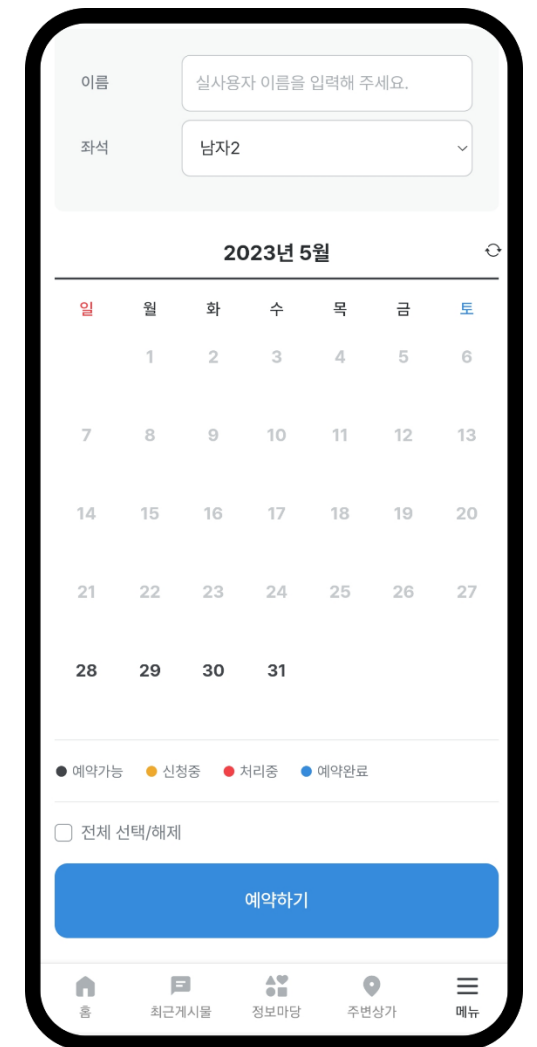 이름 실사용자 이름을 입력해 주세요.
좌석 남자2
2023년 5월
일 월 화 수 목 금 토
1 2 3 4 5 6
7 8 9 10 11 12 13
14 15 16 17 18 19 20
21 22 23 24 25 26 27
28 29 30 31
예약가능 신청중 처리중 예약완료
전체 선택/해제
예약하기
홈 최근게시물 정보마당 주변상가 메뉴